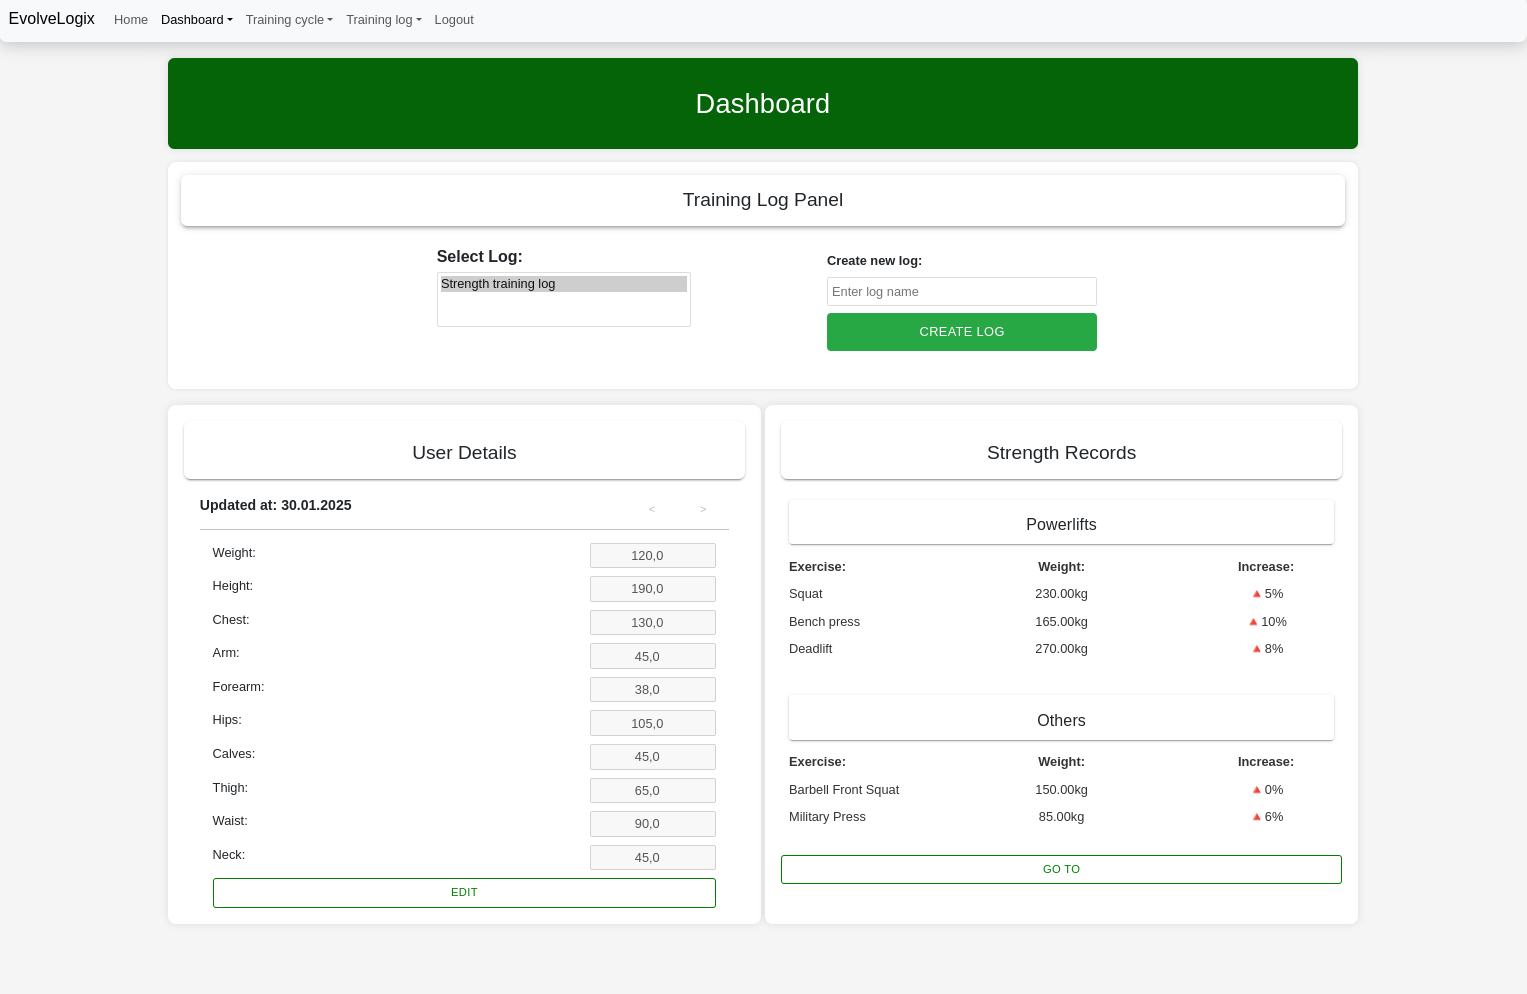 EvolveLogix Home Dashboard Training cycle Training log Logout
Dashboard
Training Log Panel
Select Log:
Strength training log
Create new log:
Enter log name
CREATE LOG
User Details
Updated at: 30.01.2025 < >
Weight: 120,0
Height: 190,0
Chest: 130,0
Arm: 45,0
Forearm: 38,0
Hips: 105,0
Calves: 45,0
Thigh: 65,0
Waist: 90,0
Neck: 45,0
EDIT
Strength Records
Powerlifts
Exercise: Weight: Increase:
Squat 230.00kg 🔺5%
Bench press 165.00kg 🔺10%
Deadlift 270.00kg 🔺8%
Others
Exercise: Weight: Increase:
Barbell Front Squat 150.00kg 🔺0%
Military Press 85.00kg 🔺6%
GO TO